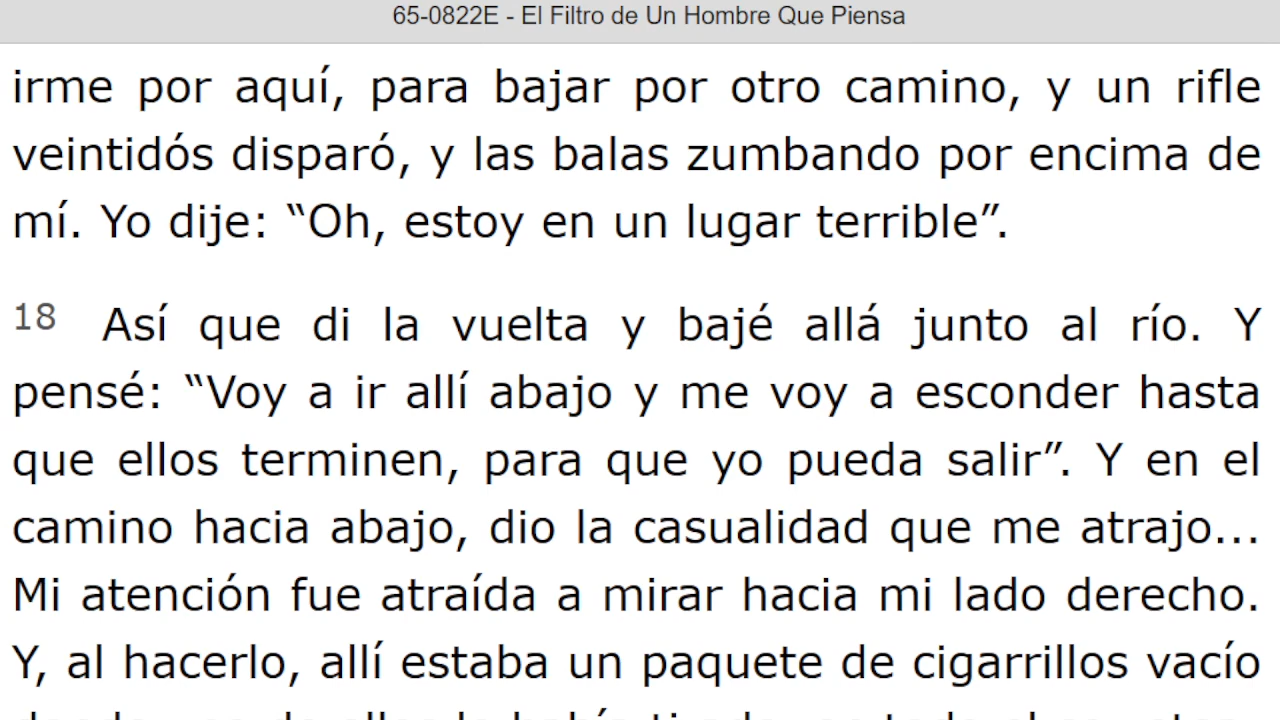 65-0822E - El Filtro de Un Hombre Que Piensa
irme por aquí, para bajar por otro camino, y un rifle
veintidós disparó, y las balas zumbando por encima de
mí. Yo dije: “Oh, estoy en un lugar terrible”.
18 Así que di la vuelta y bajé allá junto al río. Y
pensé: “Voy a ir allí abajo y me voy a esconder hasta
que ellos terminen, para que yo pueda salir”. Y en el
camino hacia abajo, dio la casualidad que me atrajo…
Mi atención fue atraída a mirar hacia mi lado derecho.
Y, al hacerlo, allí estaba un paquete de cigarrillos vacío